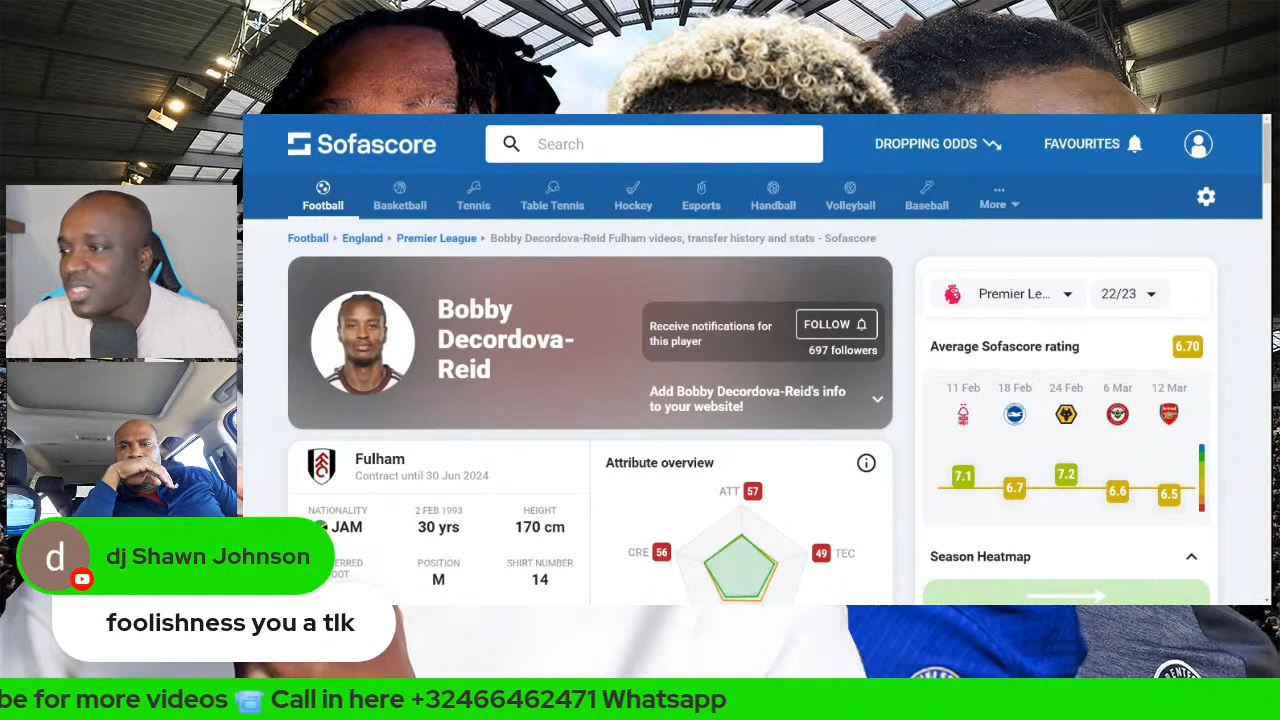 Sofascore
Search
DROPPING ODDS
FAVOURITES
Football
Basketball
Tennis
Table Tennis
Hockey
Esports
Handball
Volleyball
Baseball
More
Football England Premier League Bobby Decordova-Reid Fulham videos, transfer history and stats - Sofascore
Bobby
Decordova-
Reid
Receive notifications for
this player
FOLLOW
697 followers
Add Bobby Decordova-Reid's info
to your website!
Fulham
Contract until 30 Jun 2024
NATIONALITY
JAM
2 FEB 1993
30 yrs
HEIGHT
170 cm
POSITION
M
SHIRT NUMBER
14
Attribute overview
ATT 57
CRE 56
49 TEC
Premier Le...
22/23
Average Sofascore rating
6.70
11 Feb
18 Feb
24 Feb
6 Mar
12 Mar
7.1
6.7
7.2
6.6
6.5
Season Heatmap
d
dj Shawn Johnson
foolishness you a tlk
be for more videos Call in here +32466462471 Whatsapp